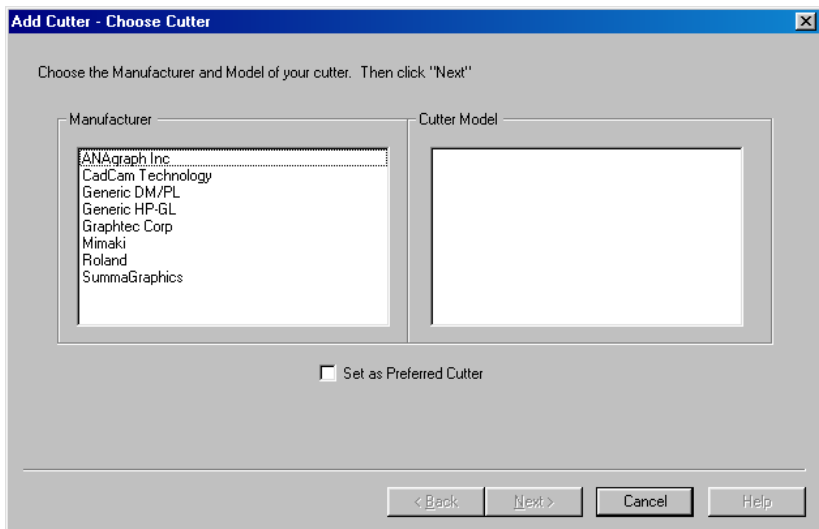 Add Cutter - Choose Cutter
Choose the Manufacturer and Model of your cutter.  Then click "Next"
Manufacturer
Cutter Model
ANAgraph Inc
CadCam Technology
Generic DM/PL
Generic HP-GL
Graphtec Corp
Mimaki
Roland
SummaGraphics
Set as Preferred Cutter
< Back
Next >
Cancel
Help